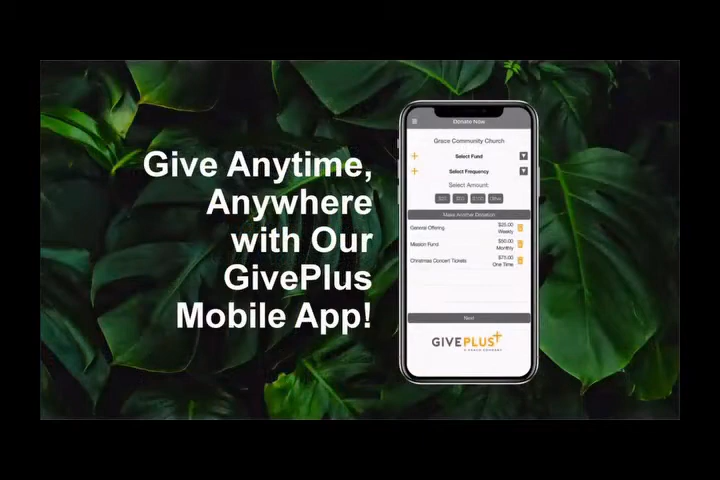 Give Anytime,
Anywhere
with Our
GivePlus
Mobile App!
Donate Now
Grace Community Church
Select Fund
Select Frequency
Select Amount:
Make Another Donation
General Offering
$25.00
Weekly
Mission Fund
$50.00
Monthly
Christmas Concert Tickets
$75.00
One Time
Next
GIVEPLUS+